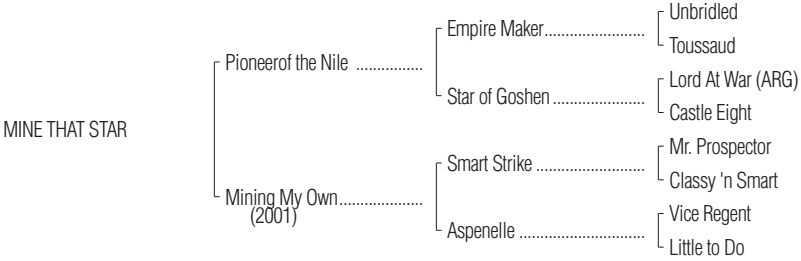 Unbridled
Empire Maker......................
Toussaud
Pioneerof the Nile ................
Lord At War (ARG)
Star of Goshen ....................
Castle Eight
MINE THAT STAR
Mr. Prospector
Smart Strike ........................
Classy 'n Smart
Mining My Own....................
(2001)
Vice Regent
Aspenelle ...........................
Little to Do